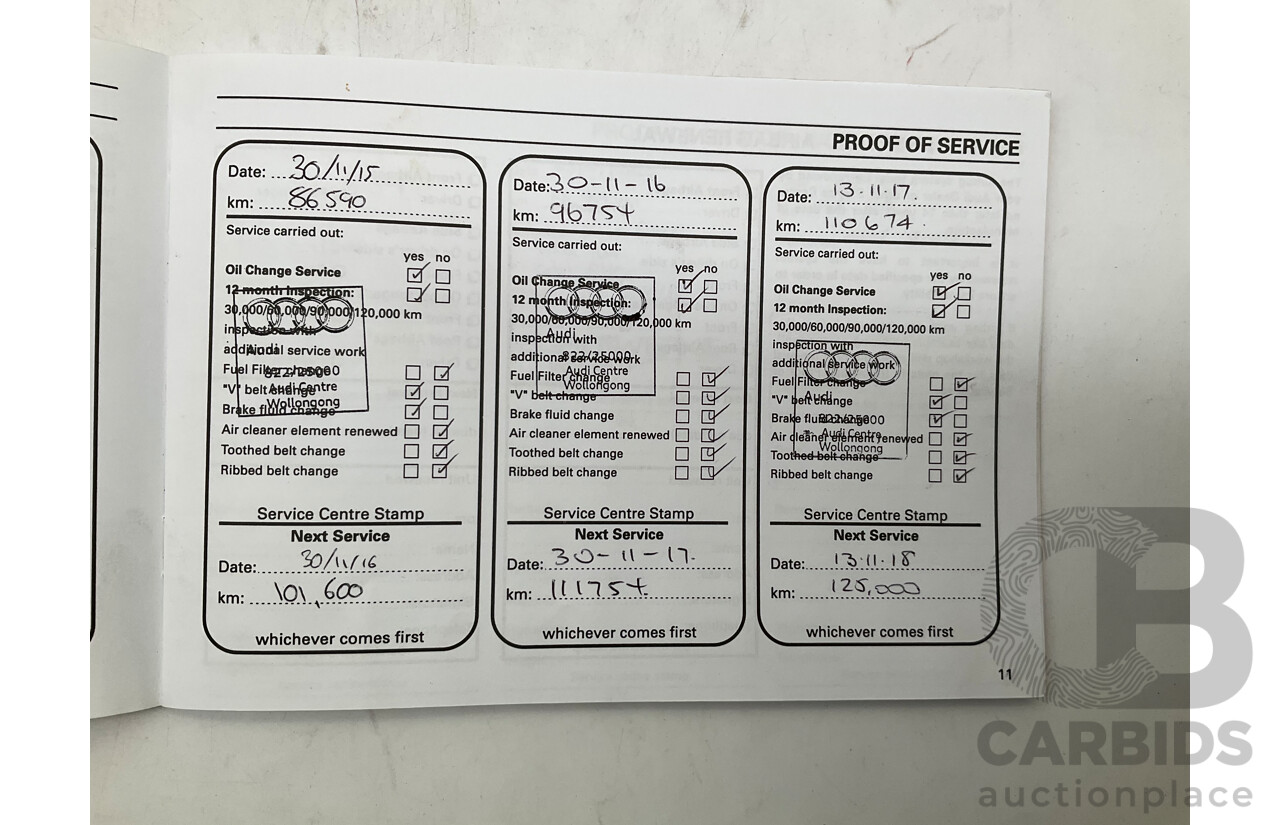 PROOF OF SERVICE
Date: 30/11/15
km: 86590
Service carried out:
yes no
Oil Change Service
12 month Inspection:
30,000/60,000/90,000/120,000 km
inspection with
additional service work
Fuel Filter change
"V" belt change
Brake fluid change
Air cleaner element renewed
Toothed belt change
Ribbed belt change
Audi
822/25000
Audi Centre
Wollongong
Service Centre Stamp
Next Service
Date: 30/11/16
km: 101,600
whichever comes first
Date: 30-11-16
km: 96754
Service carried out:
yes no
Oil Change Service
12 month Inspection:
30,000/60,000/90,000/120,000 km
inspection with
additional service work
Fuel Filter change
"V" belt change
Brake fluid change
Air cleaner element renewed
Toothed belt change
Ribbed belt change
Audi
822/25000
Audi Centre
Wollongong
Service Centre Stamp
Next Service
Date: 30-11-17.
km: 111754
whichever comes first
Date: 13.11.17.
km: 110674.
Service carried out:
yes no
Oil Change Service
12 month Inspection:
30,000/60,000/90,000/120,000 km
inspection with
additional service work
Fuel Filter change
"V" belt change
Brake fluid change
Air cleaner element renewed
Toothed belt change
Ribbed belt change
Audi
822/25000
Audi Centre
Wollongong
Service Centre Stamp
Next Service
Date: 13.11.18
km: 125,000
whichever comes first
11
CB
CARBIDS
auctionplace